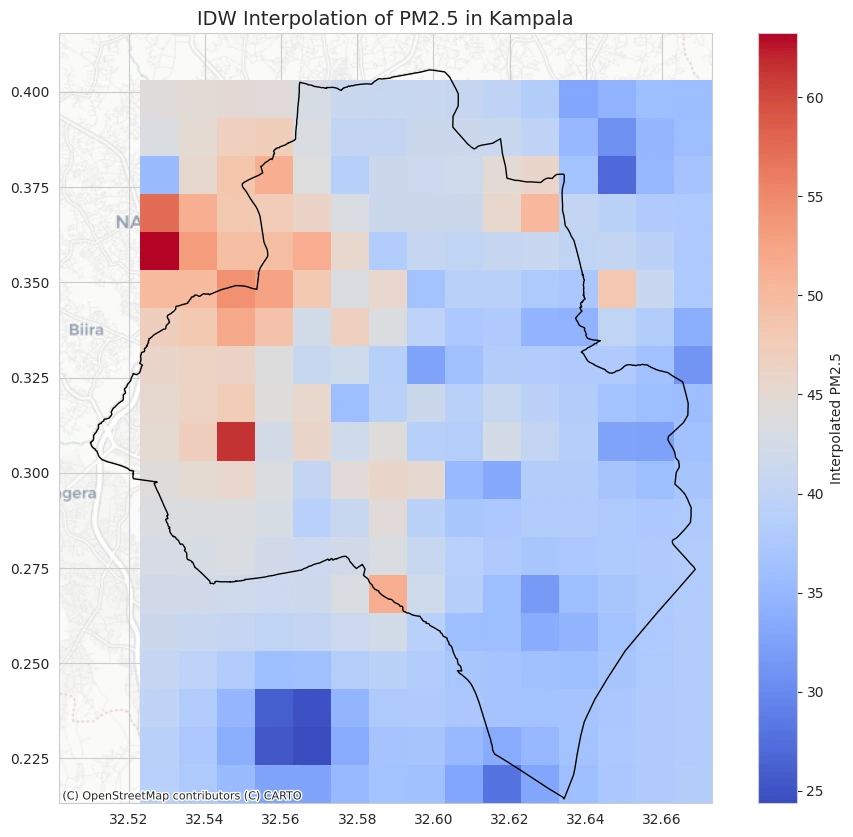 IDW Interpolation of PM2.5 in Kampala
0.400
0.375
0.350
0.325
0.300
0.275
0.250
0.225
NA
Biira
gera
(C) OpenStreetMap contributors (C) CARTO
32.52 32.54 32.56 32.58 32.60 32.62 32.64 32.66
60
55
50
45
40
35
30
25
Interpolated PM2.5